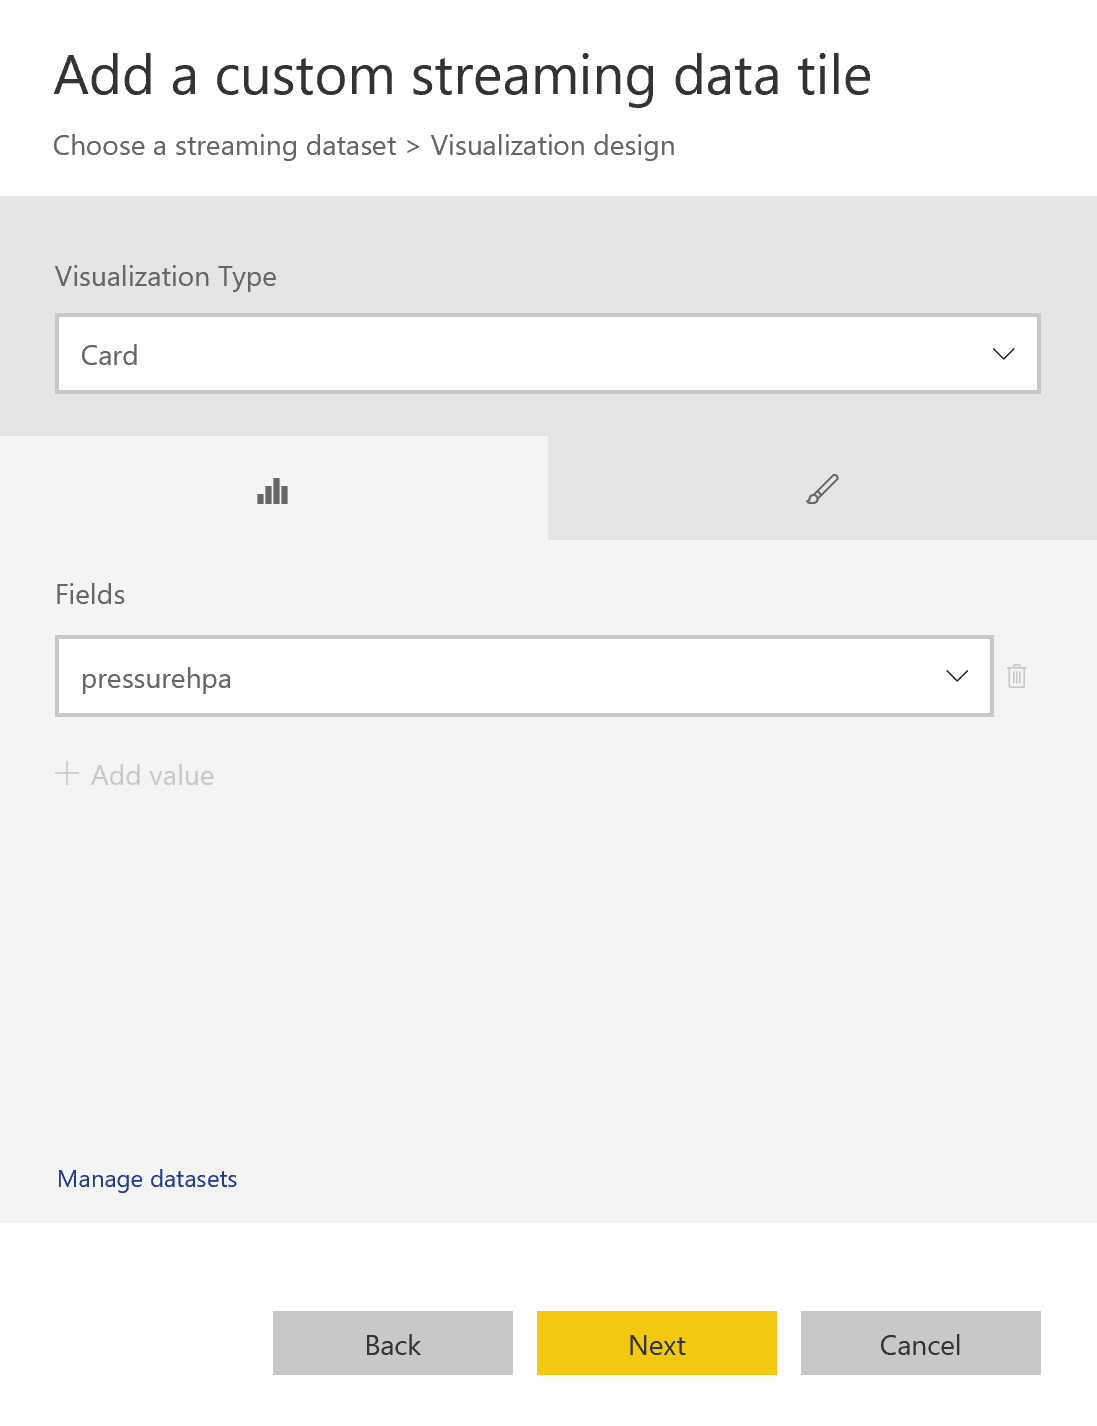 Add a custom streaming data tile
Choose a streaming dataset > Visualization design
Visualization Type
Card
Fields
pressurehpa
Add value
Manage datasets
Back
Next
Cancel